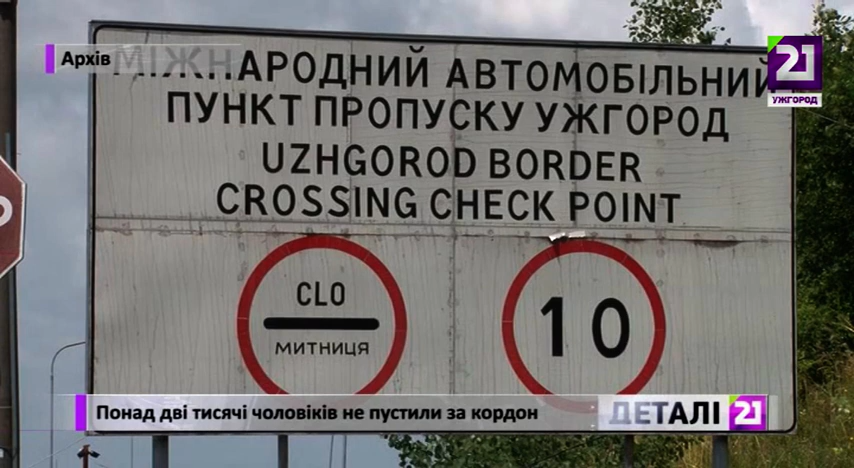 Архів
21
УЖГОРОД
МІЖНАРОДНИЙ АВТОМОБІЛЬНИЙ
ПУНКТ ПРОПУСКУ УЖГОРОД
UZHGOROD BORDER
CROSSING CHECK POINT
CLO
МИТНИЦЯ
10
Понад дві тисячі чоловіків не пустили за кордон
ДЕТАЛІ 21